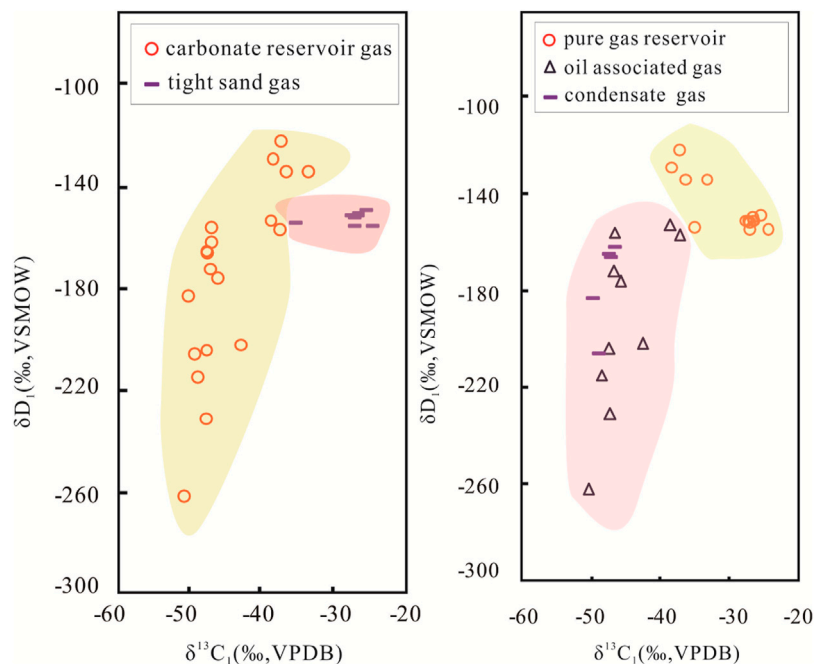 carbonate reservoir gas
tight sand gas
-100
-140
-180
-220
-260
-300
-60
-50
-40
-30
-20
δD₁(‰,VSMOW)
δ¹³C₁(‰,VPDB)
pure gas reservoir
oil associated gas
condensate gas
-100
-140
-180
-220
-260
-300
-60
-50
-40
-30
-20
δD₁(‰,VSMOW)
δ¹³C₁(‰,VPDB)